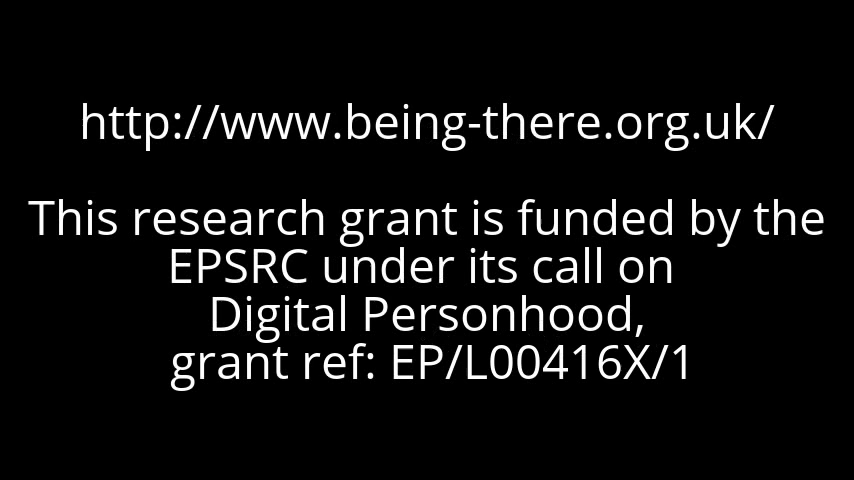 http://www.being-there.org.uk/
This research grant is funded by the
EPSRC under its call on
Digital Personhood,
grant ref: EP/L00416X/1